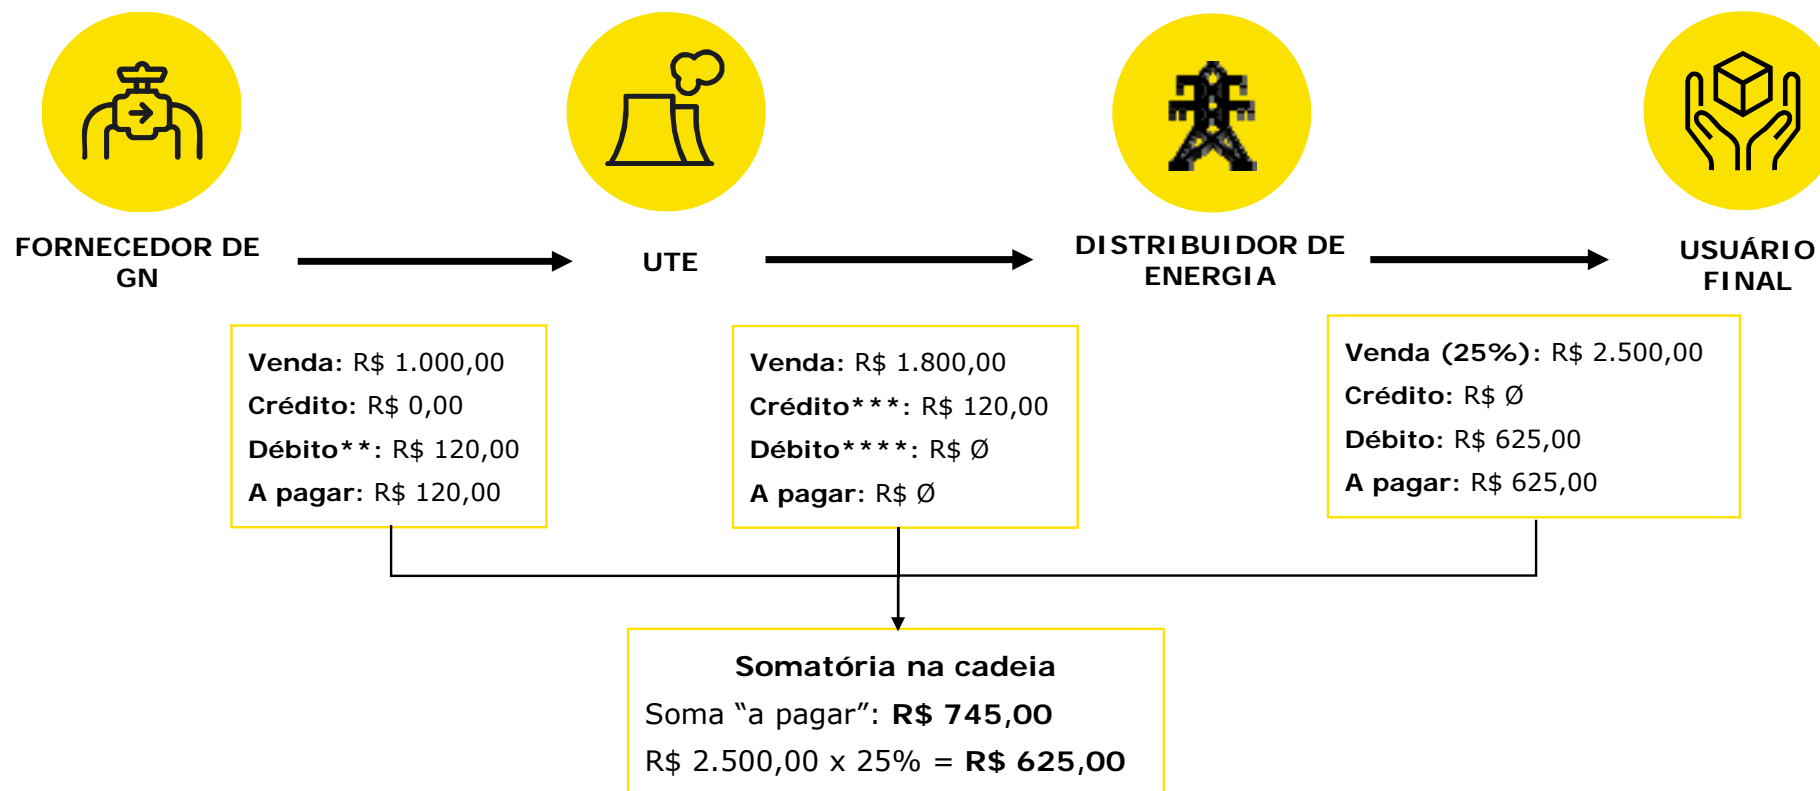 FORNECEDOR DE
GN
UTE
DISTRIBUIDOR DE
ENERGIA
USUÁRIO
FINAL
Venda: R$ 1.000,00
Crédito: R$ 0,00
Débito**: R$ 120,00
A pagar: R$ 120,00
Venda: R$ 1.800,00
Crédito***: R$ 120,00
Débito****: R$ Ø
A pagar: R$ Ø
Venda (25%): R$ 2.500,00
Crédito: R$ Ø
Débito: R$ 625,00
A pagar: R$ 625,00
Somatória na cadeia
Soma “a pagar”: R$ 745,00
R$ 2.500,00 x 25% = R$ 625,00